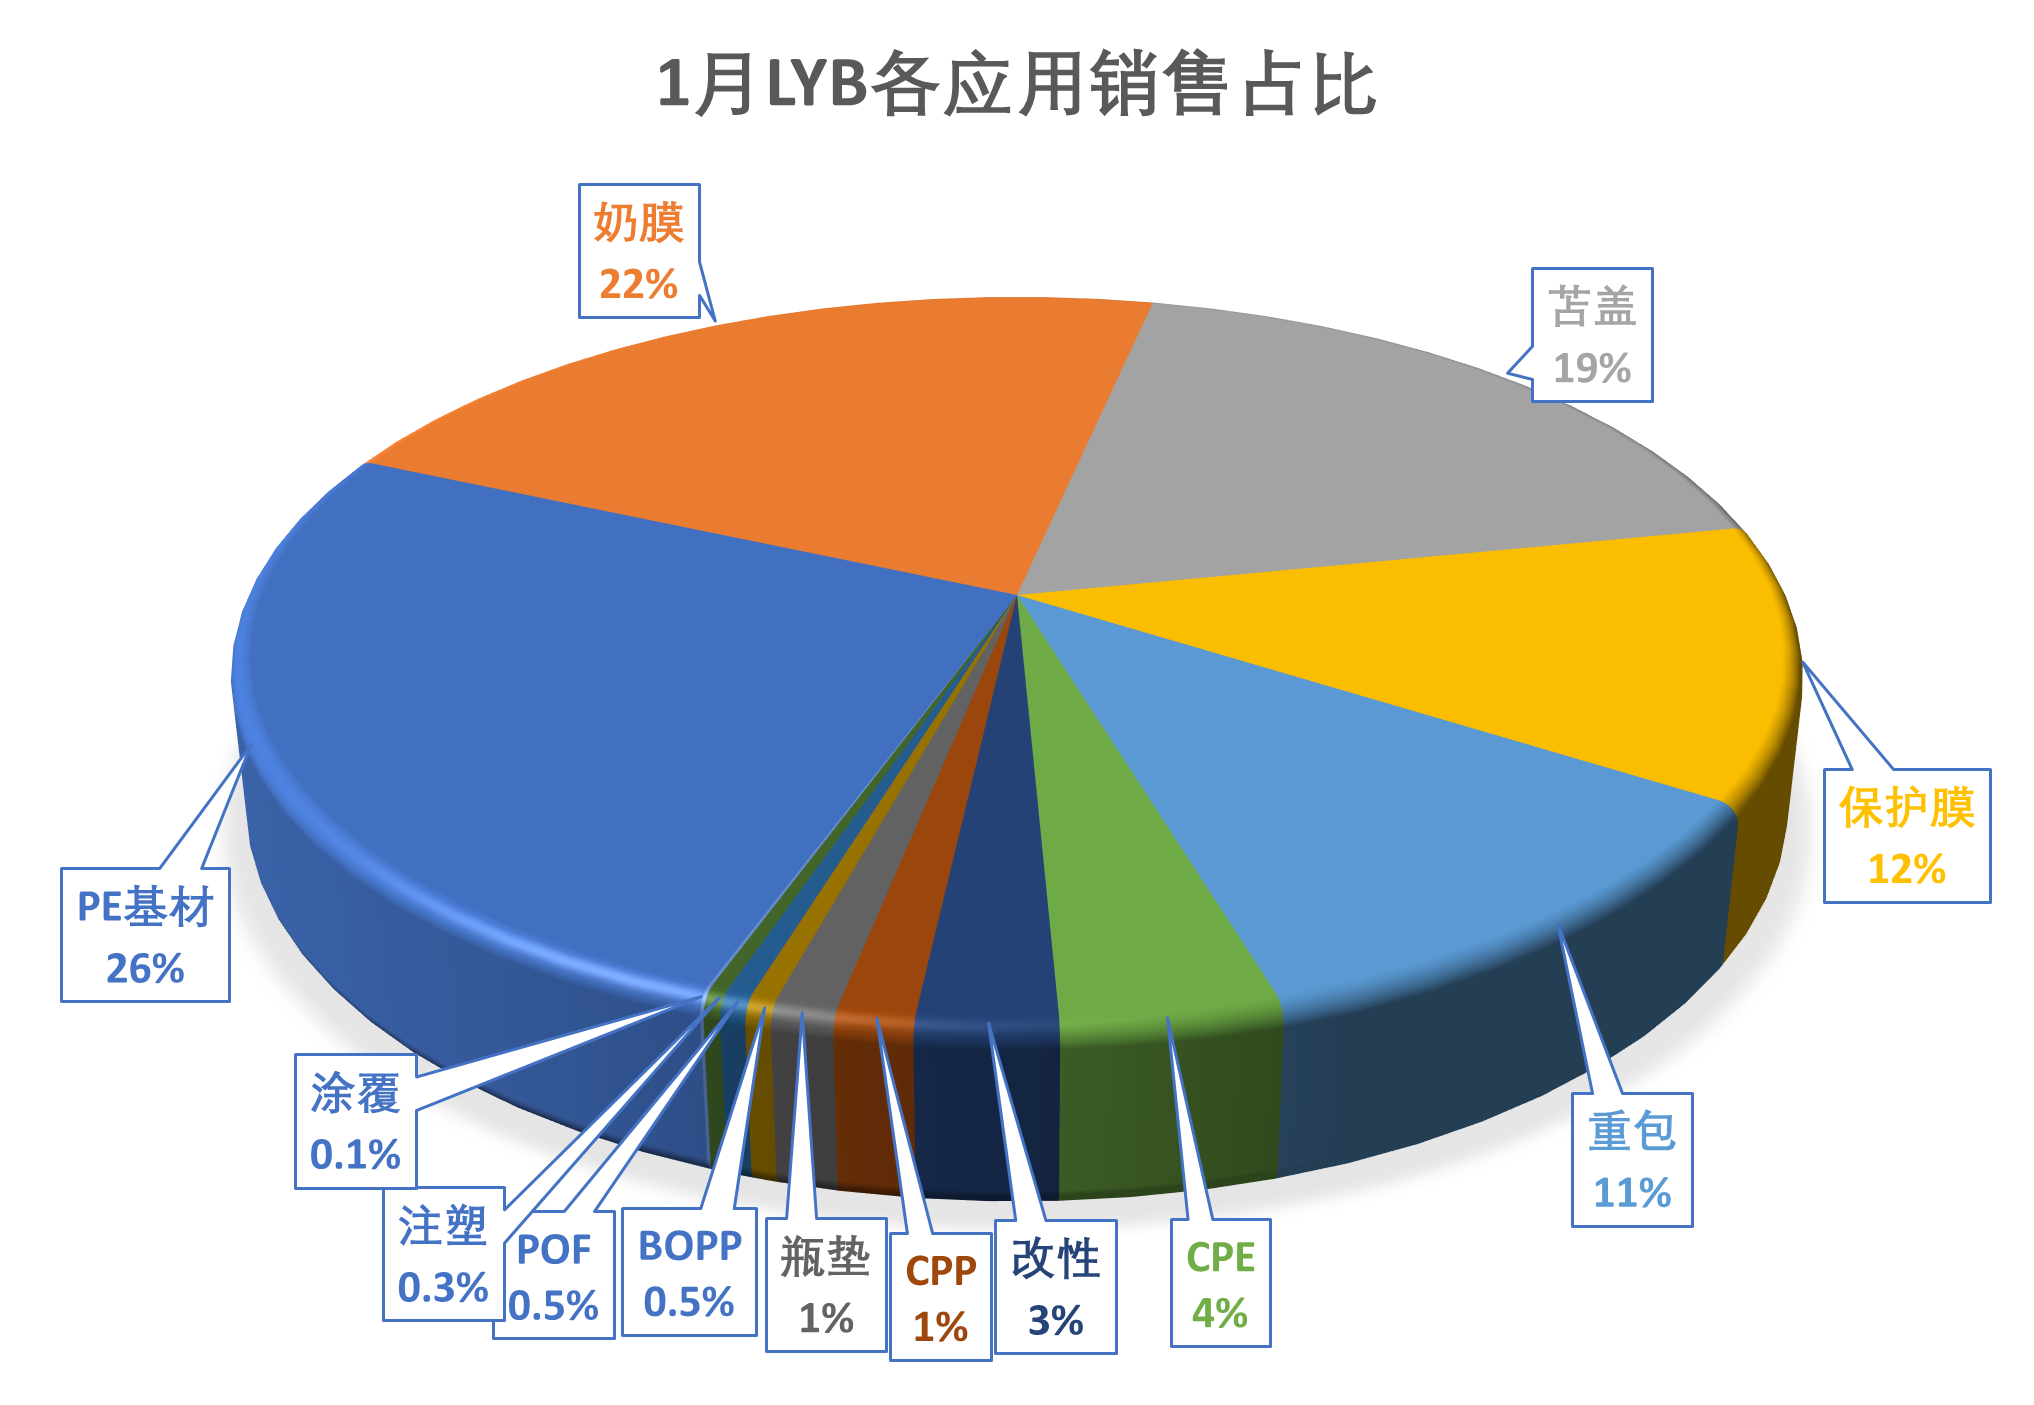 1月LYB各应用销售占比
奶膜
22%
苫盖
19%
保护膜
12%
PE基材
26%
涂覆
0.1%
重包
11%
注塑
0.3%
POF
0.5%
BOPP
0.5%
瓶垫
1%
CPP
1%
改性
3%
CPE
4%